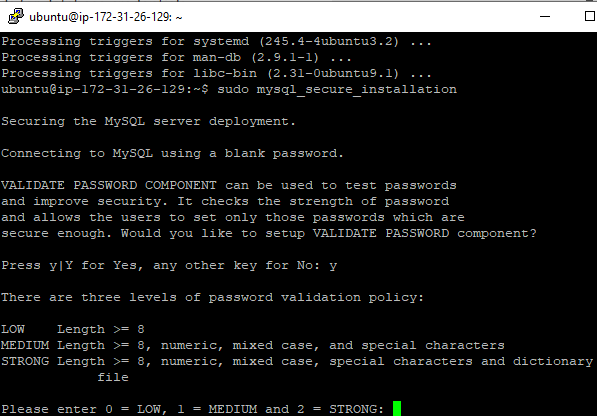 ubuntu@ip-172-31-26-129: ~
Processing triggers for systemd (245.4-4ubuntu3.2) ...
Processing triggers for man-db (2.9.1-1) ...
Processing triggers for libc-bin (2.31-0ubuntu9.1) ...
ubuntu@ip-172-31-26-129:~$ sudo mysql_secure_installation
Securing the MySQL server deployment.
Connecting to MySQL using a blank password.
VALIDATE PASSWORD COMPONENT can be used to test passwords
and improve security. It checks the strength of password
and allows the users to set only those passwords which are
secure enough. Would you like to setup VALIDATE PASSWORD component?
Press y|Y for Yes, any other key for No: y
There are three levels of password validation policy:
LOW    Length >= 8
MEDIUM Length >= 8, numeric, mixed case, and special characters
STRONG Length >= 8, numeric, mixed case, special characters and dictionary
file
Please enter 0 = LOW, 1 = MEDIUM and 2 = STRONG: